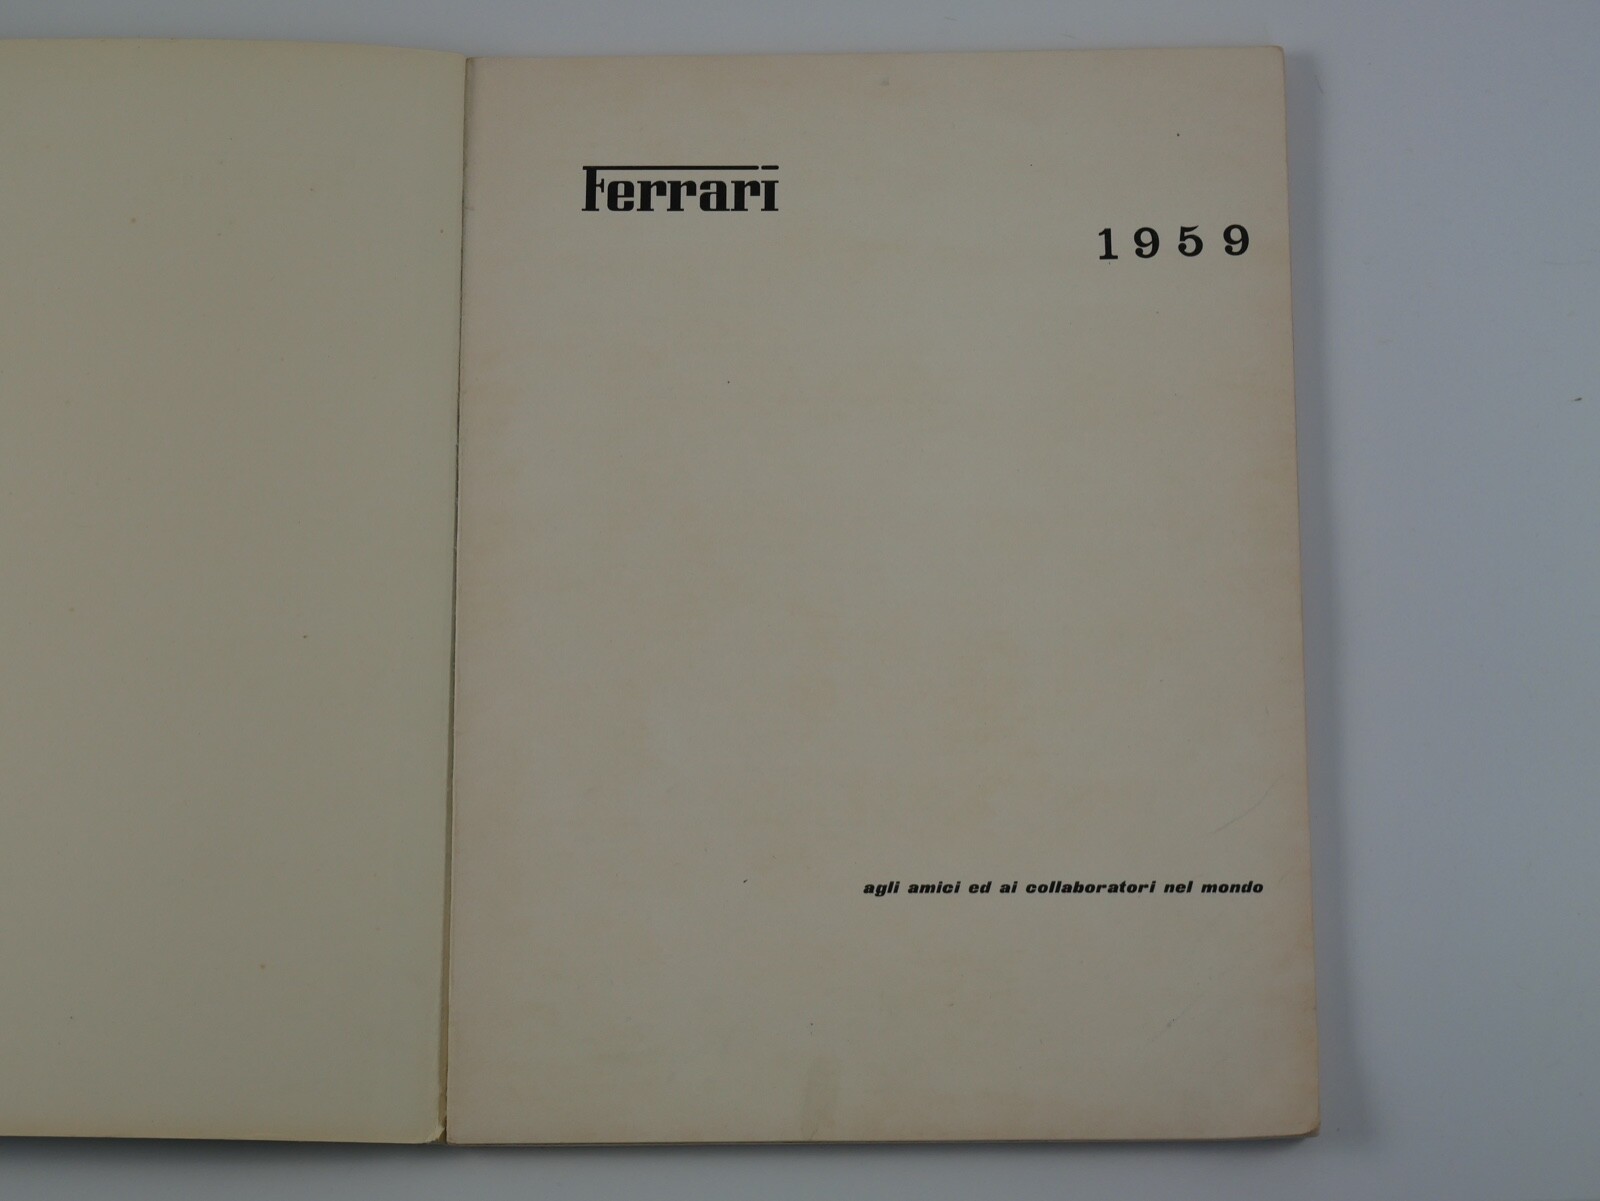 Ferrari
1959
agli amici ed ai collaboratori nel mondo